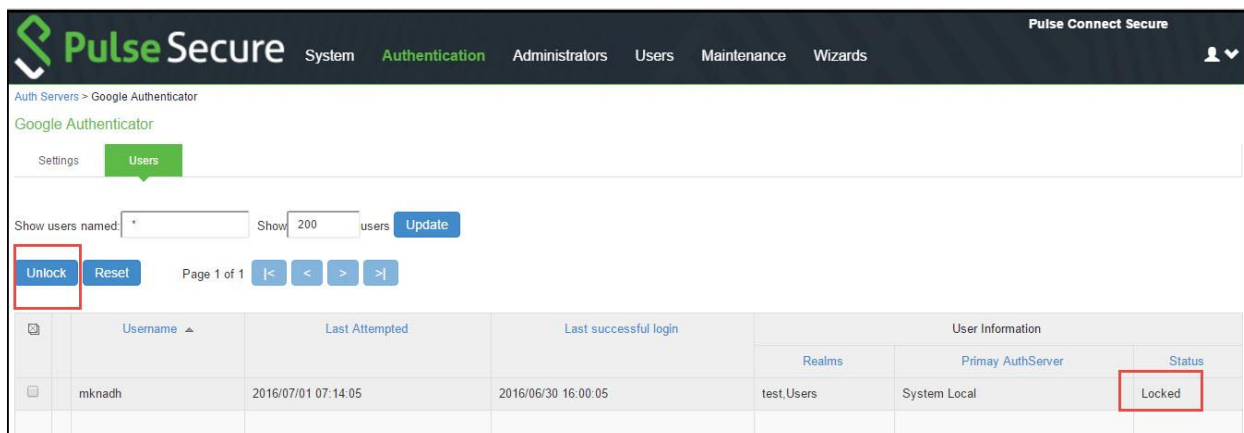 Pulse Connect Secure
Pulse Secure System Authentication Administrators Users Maintenance Wizards
Auth Servers > Google Authenticator
Google Authenticator
Settings Users
Show users named: * Show 200 users Update
Unlock Reset Page 1 of 1 |< < > >|
Username Last Attempted Last successful login User Information
Realms Primay AuthServer Status
mknadh 2016/07/01 07:14:05 2016/06/30 16:00:05 test,Users System Local Locked